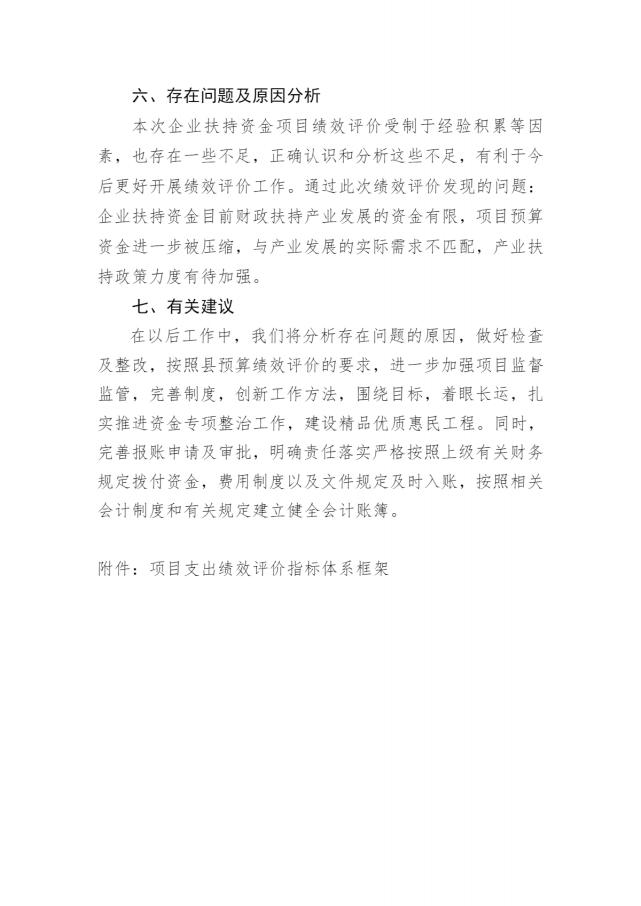 六、存在问题及原因分析
本次企业扶持资金项目绩效评价受制于经验积累等因
素，也存在一些不足，正确认识和分析这些不足，有利于今
后更好开展绩效评价工作。通过此次绩效评价发现的问题：
企业扶持资金目前财政扶持产业发展的资金有限，项目预算
资金进一步被压缩，与产业发展的实际需求不匹配，产业扶
持政策力度有待加强。
七、有关建议
在以后工作中，我们将分析存在问题的原因，做好检查
及整改，按照县预算绩效评价的要求，进一步加强项目监督
监管，完善制度，创新工作方法，围绕目标，着眼长运，扎
实推进资金专项整治工作，建设精品优质惠民工程。同时，
完善报账申请及审批，明确责任落实严格按照上级有关财务
规定拨付资金，费用制度以及文件规定及时入账，按照相关
会计制度和有关规定建立健全会计账簿。
附件：项目支出绩效评价指标体系框架